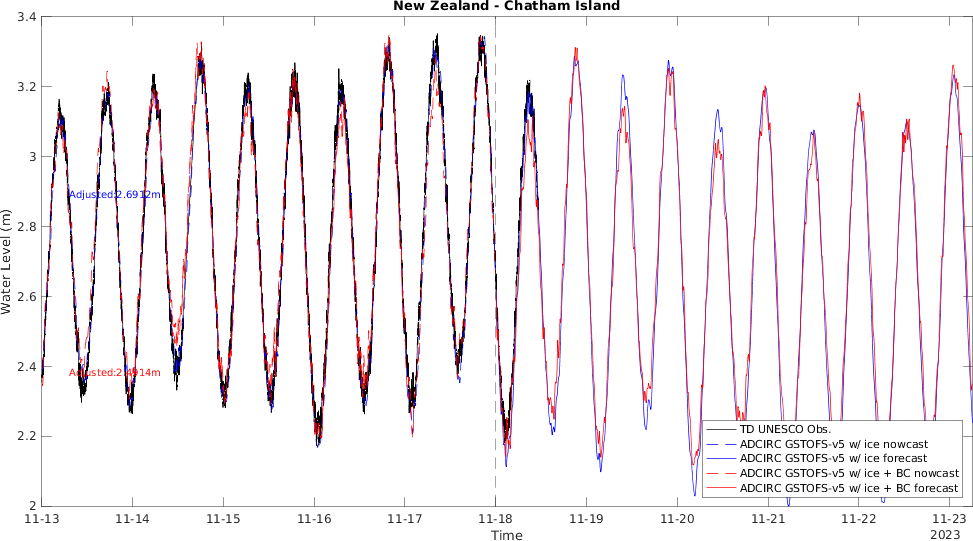 New Zealand - Chatham Island
3.4
3.2
3
2.8
2.6
2.4
2.2
2
Water Level (m)
Adjusted:2.6912m
Adjusted:2.4914m
TD UNESCO Obs.
ADCIRC GSTOFS-v5 w/ ice nowcast
ADCIRC GSTOFS-v5 w/ ice forecast
ADCIRC GSTOFS-v5 w/ ice + BC nowcast
ADCIRC GSTOFS-v5 w/ ice + BC forecast
11-13 11-14 11-15 11-16 11-17 11-18 11-19 11-20 11-21 11-22 11-23
2023
Time